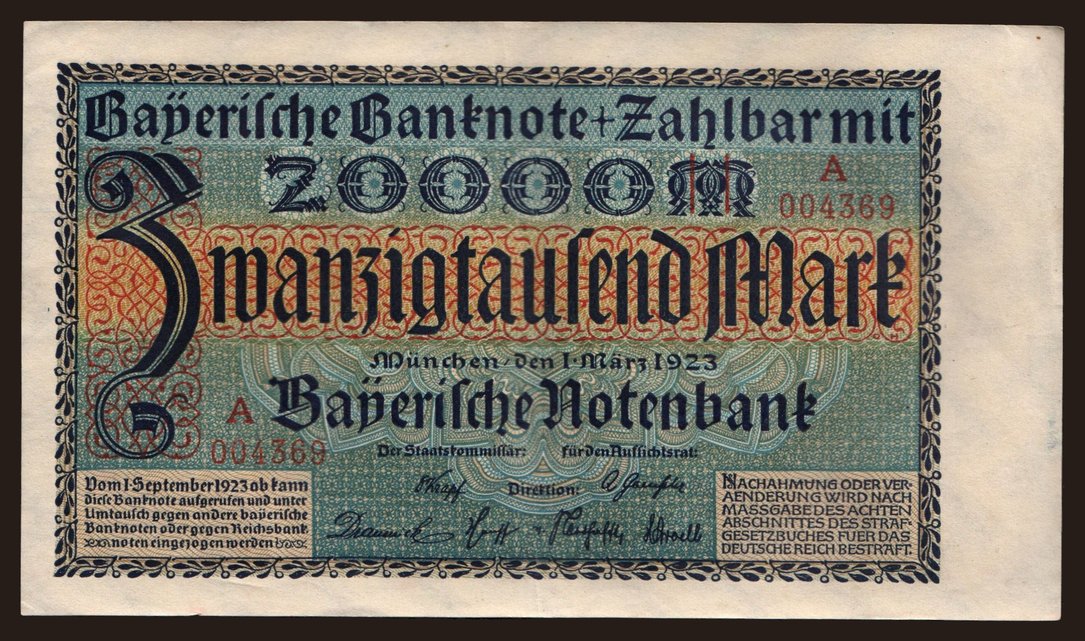 Bayeriſche Banknote + Zahlbar mit
20000 M
A
004369
Zwanzigtauſend Mark
München, den 1. März 1923
Bayeriſche Notenbank
A
004369
Der Staatskommiſſar: für den Aufſichtsrat:
Direktion:
Vom 1. September 1923 ab kann
dieſe Banknote aufgerufen und unter
Umtauſch gegen andere bayeriſche
Banknoten oder gegen Reichsbank
noten eingezogen werden
NACHAHMUNG ODER VER-
AENDERUNG WIRD NACH
MASSGABE DES ACHTEN
ABSCHNITTES DES STRAF-
GESETZBUCHES FUER DAS
DEUTSCHE REICH BESTRAFT.